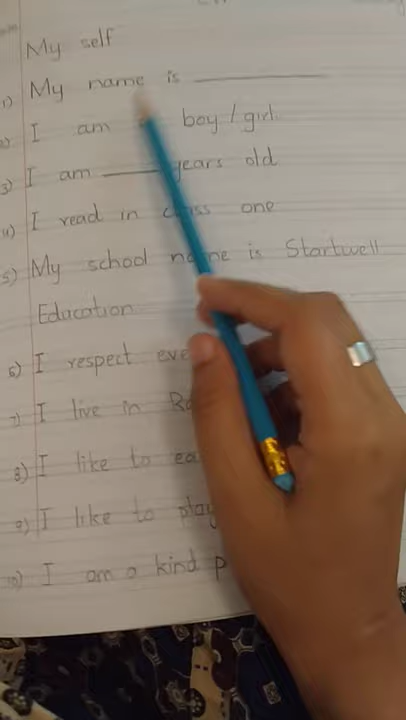 My self
1) My name is
2) I am boy / girl
3) I am years old
4) I read in class one
5) My school name is Startwell
Education
6) I respect
7) I live in
8) I like to
9) I like to play
10) I am a kind